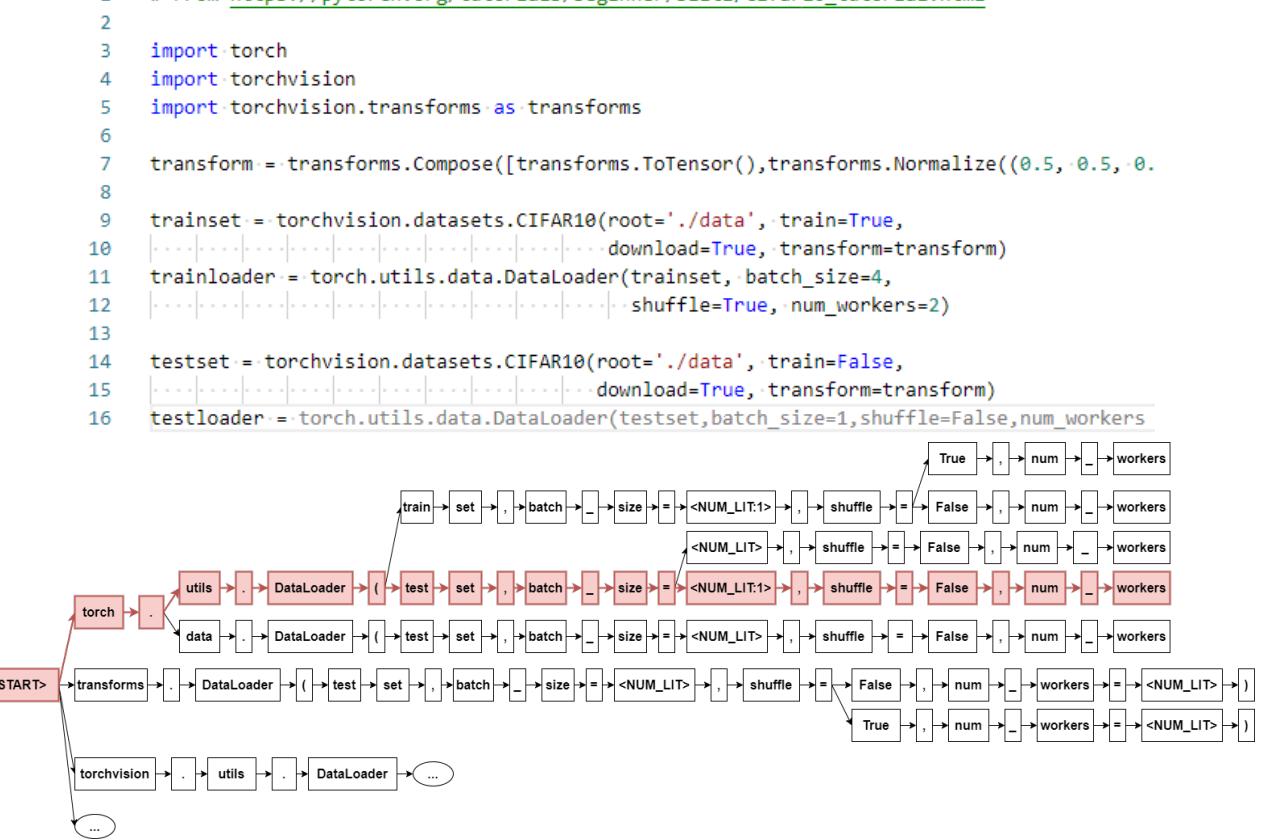 2
3 import torch
4 import torchvision
5 import torchvision.transforms as transforms
6
7 transform = transforms.Compose([transforms.ToTensor(),transforms.Normalize((0.5, 0.5, 0.
8
9 trainset = torchvision.datasets.CIFAR10(root='./data', train=True,
10 download=True, transform=transform)
11 trainloader = torch.utils.data.DataLoader(trainset, batch_size=4,
12 shuffle=True, num_workers=2)
13
14 testset = torchvision.datasets.CIFAR10(root='./data', train=False,
15 download=True, transform=transform)
16 testloader = torch.utils.data.DataLoader(testset,batch_size=1,shuffle=False,num_workers
True , num _ workers
train set , batch _ size = <NUM_LIT:1> , shuffle = False , num _ workers
<NUM_LIT> , shuffle = False , num _ workers
utils . DataLoader ( test set , batch _ size = <NUM_LIT:1> , shuffle = False , num _ workers
torch .
data . DataLoader ( test set , batch _ size = <NUM_LIT> , shuffle = False , num _ workers
START> transforms . DataLoader ( test set , batch _ size = <NUM_LIT> , shuffle = False , num _ workers = <NUM_LIT> )
True , num _ workers = <NUM_LIT> )
torchvision . utils . DataLoader ...
...